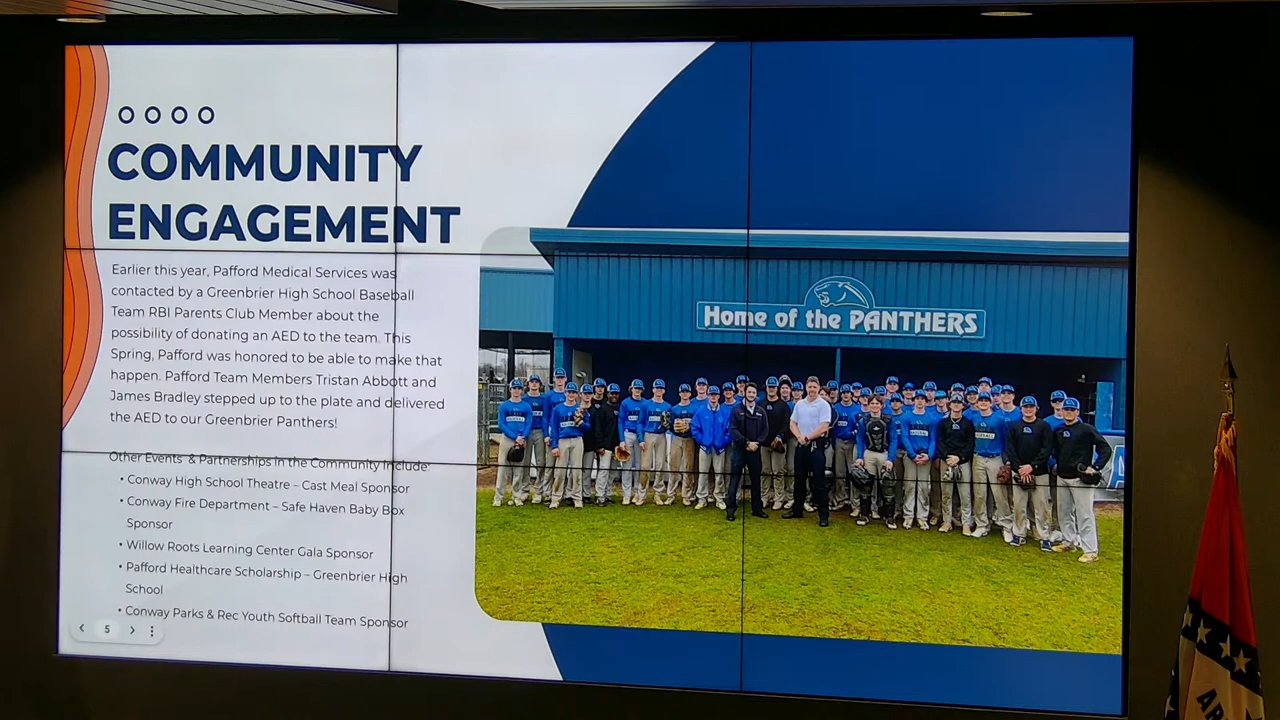 COMMUNITY
ENGAGEMENT
Earlier this year, Pafford Medical Services was
contacted by a Greenbrier High School Baseball
Team RBI Parents Club Member about the
possibility of donating an AED to the team. This
Spring, Pafford was honored to be able to make that
happen. Pafford Team Members Tristan Abbott and
James Bradley stepped up to the plate and delivered
the AED to our Greenbrier Panthers!
Other Events & Partnerships in the Community Include:
• Conway High School Theatre – Cast Meal Sponsor
• Conway Fire Department – Safe Haven Baby Box
Sponsor
• Willow Roots Learning Center Gala Sponsor
• Pafford Healthcare Scholarship – Greenbrier High
School
• Conway Parks & Rec Youth Softball Team Sponsor
5
Home of the PANTHERS